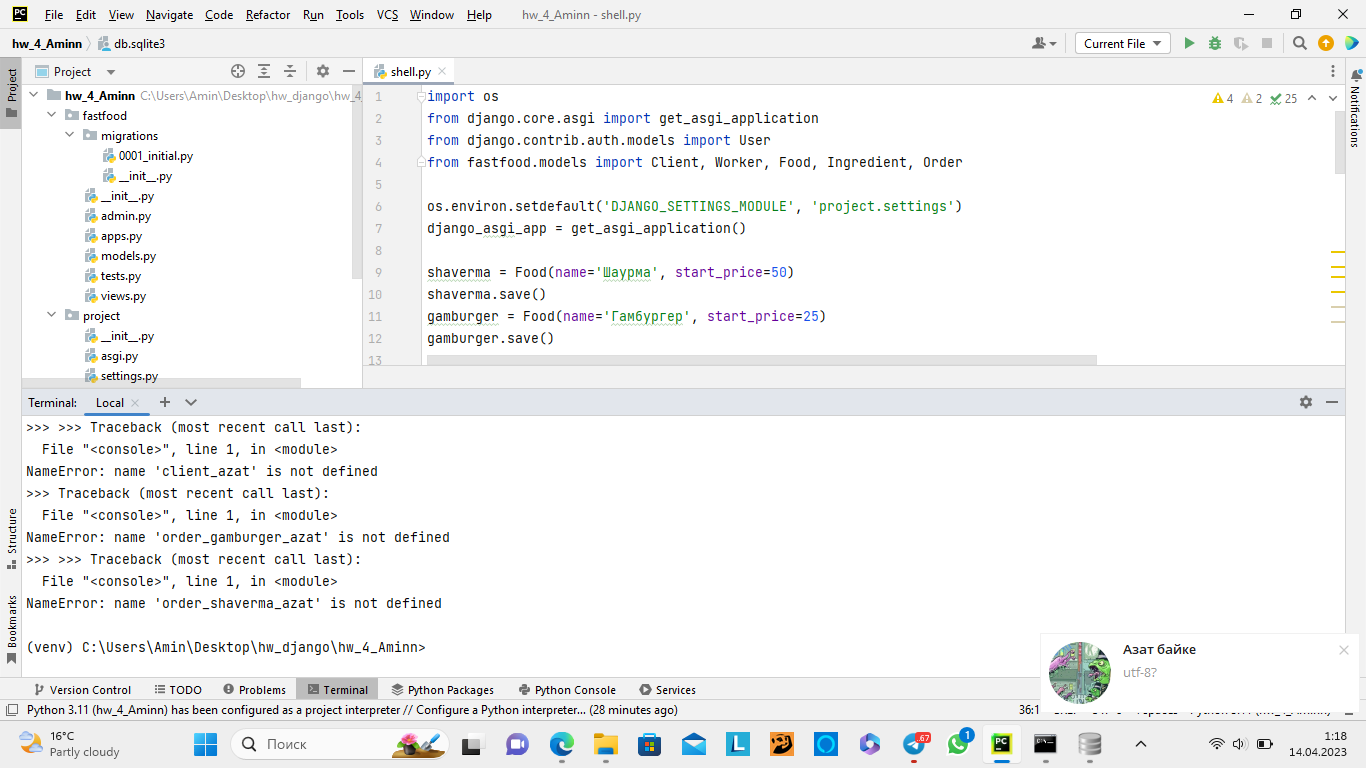 File Edit View Navigate Code Refactor Run Tools VCS Window Help hw_4_Aminn - shell.py
hw_4_Aminn db.sqlite3 Current File
Project
shell.py
hw_4_Aminn C:\Users\Amin\Desktop\hw_django\hw_4
fastfood
migrations
0001_initial.py
__init__.py
__init__.py
admin.py
apps.py
models.py
tests.py
views.py
project
__init__.py
asgi.py
settings.py
4 2 25
1 import os
2 from django.core.asgi import get_asgi_application
3 from django.contrib.auth.models import User
4 from fastfood.models import Client, Worker, Food, Ingredient, Order
5
6 os.environ.setdefault('DJANGO_SETTINGS_MODULE', 'project.settings')
7 django_asgi_app = get_asgi_application()
8
9 shaverma = Food(name='Шаурма', start_price=50)
10 shaverma.save()
11 gamburger = Food(name='Гамбургер', start_price=25)
12 gamburger.save()
13
Project
Structure
Bookmarks
Notifications
Terminal: Local
>>> >>> Traceback (most recent call last):
  File "<console>", line 1, in <module>
NameError: name 'client_azat' is not defined
>>> Traceback (most recent call last):
  File "<console>", line 1, in <module>
NameError: name 'order_gamburger_azat' is not defined
>>> >>> Traceback (most recent call last):
  File "<console>", line 1, in <module>
NameError: name 'order_shaverma_azat' is not defined
(venv) C:\Users\Amin\Desktop\hw_django\hw_4_Aminn>
Азат байке
utf-8?
Version Control TODO Problems Terminal Python Packages Python Console Services
Python 3.11 (hw_4_Aminn) has been configured as a project interpreter // Configure a Python interpreter... (28 minutes ago) 36:1
16°C
Partly cloudy
Поиск
67
1
1:18
14.04.2023